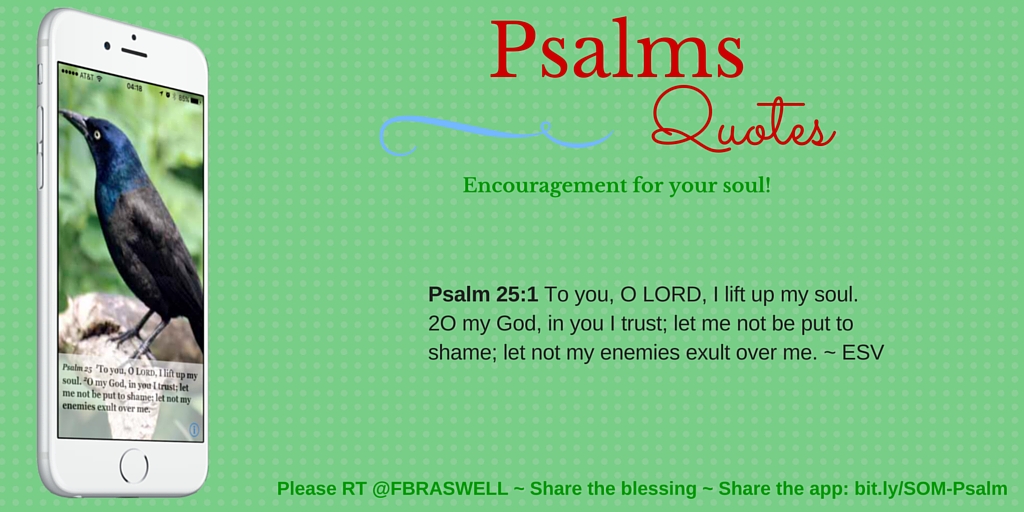 Psalms
Quotes
Encouragement for your soul!
AT&T
04:18
85%
Psalm 25:1 To you, O LORD, I lift up my soul.
2O my God, in you I trust; let me not be put to
shame; let not my enemies exult over me. ~ ESV
Psalm 25 ¹To you, O LORD, I lift up my
soul. ²O my God, in you I trust; let
me not be put to shame; let not my
enemies exult over me.
Please RT @FBRASWELL ~ Share the blessing ~ Share the app: bit.ly/SOM-Psalm